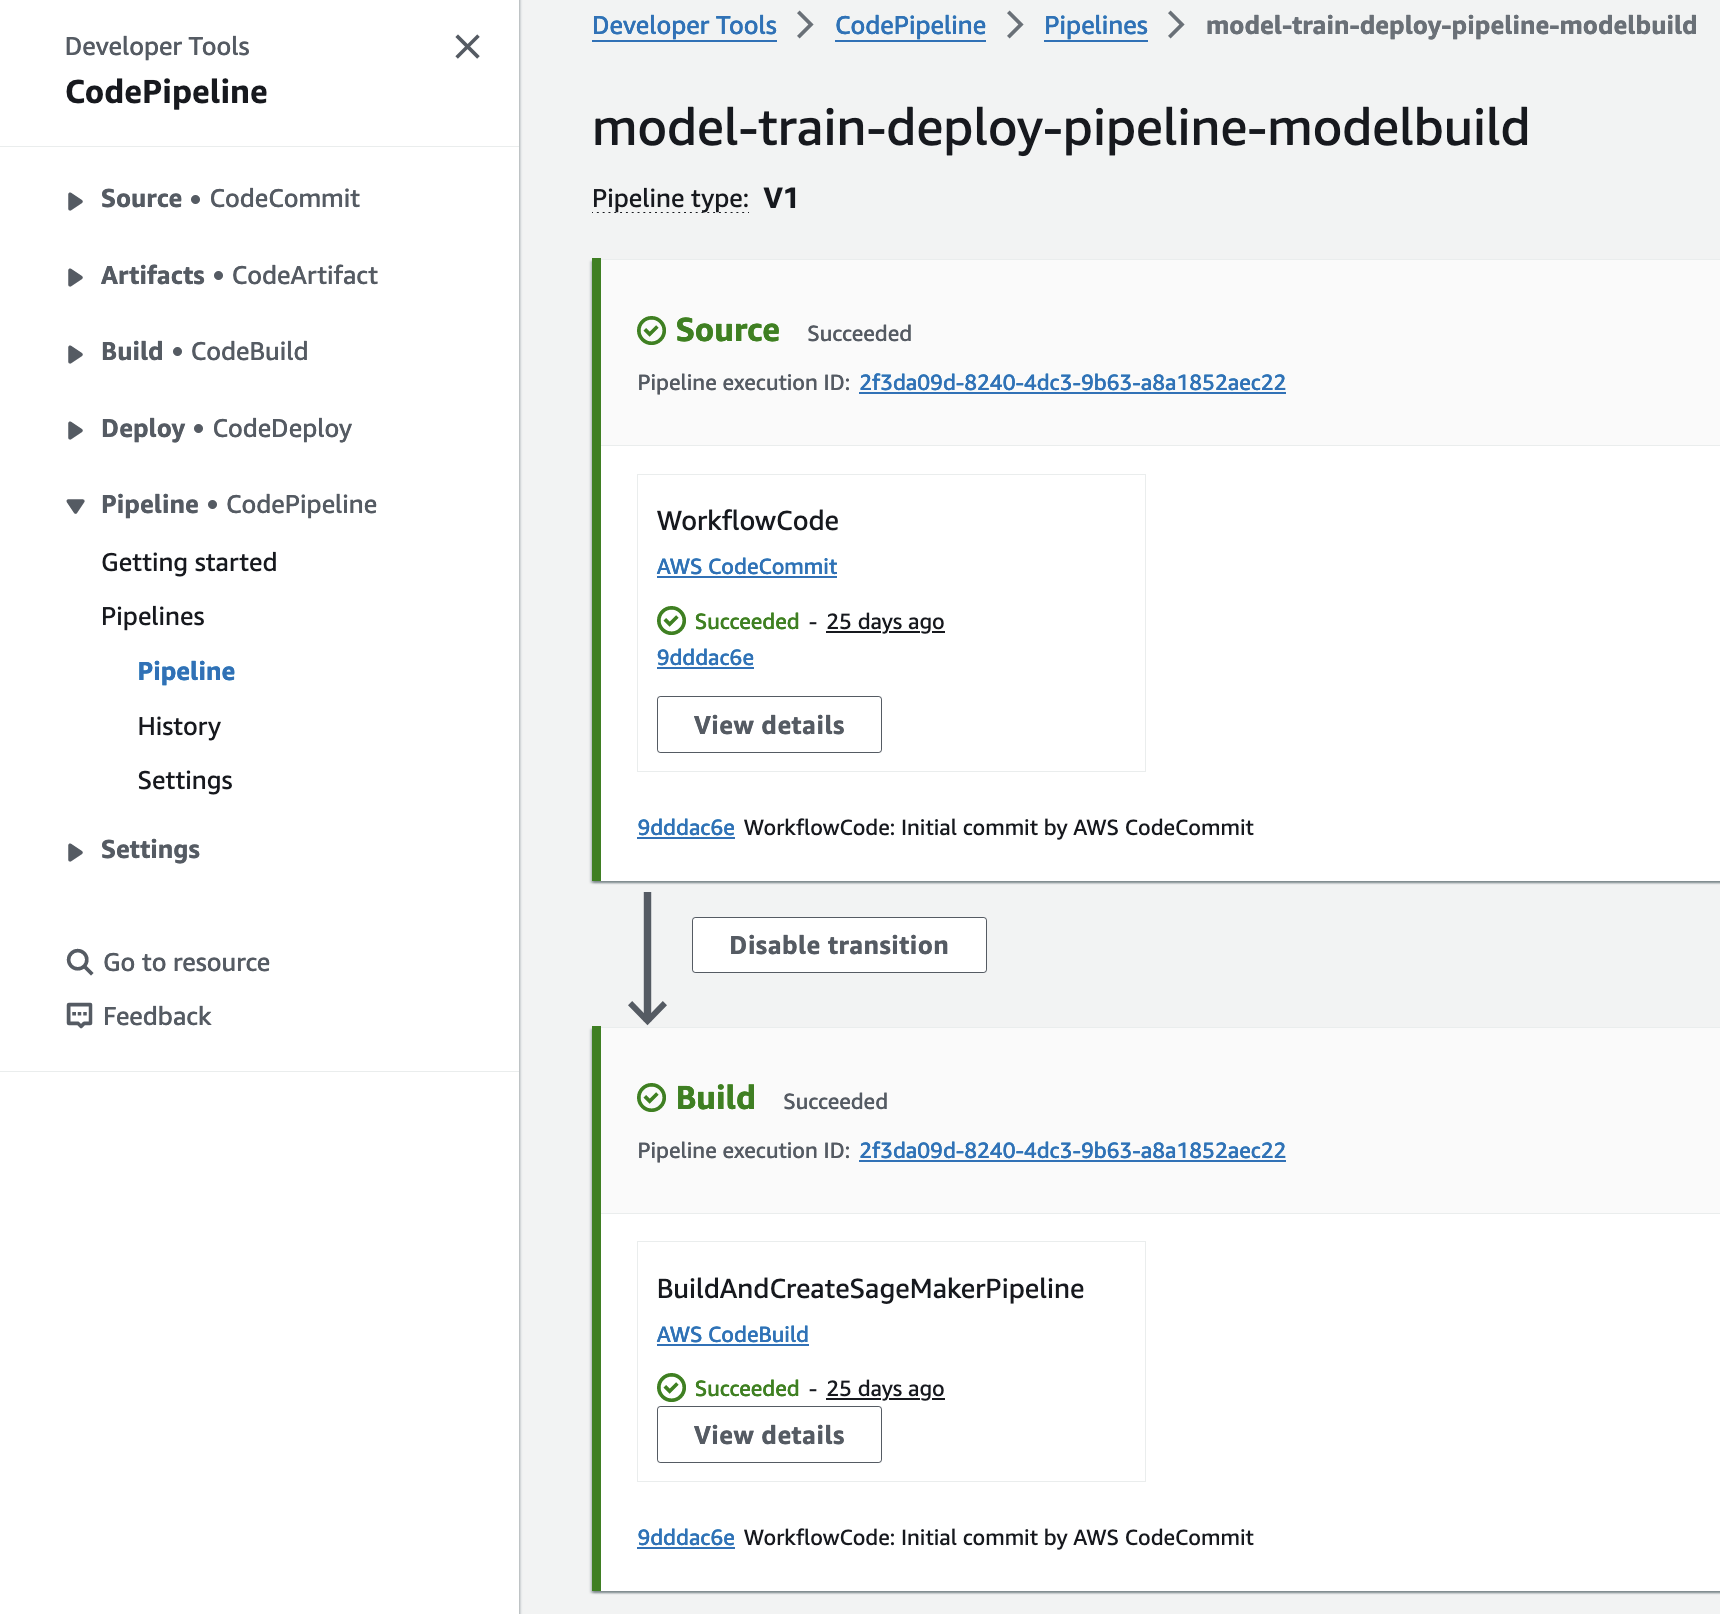 Developer Tools
CodePipeline
Source • CodeCommit
Artifacts • CodeArtifact
Build • CodeBuild
Deploy • CodeDeploy
Pipeline • CodePipeline
Getting started
Pipelines
Pipeline
History
Settings
Settings
Go to resource
Feedback
Developer Tools > CodePipeline > Pipelines > model-train-deploy-pipeline-modelbuild
model-train-deploy-pipeline-modelbuild
Pipeline type: V1
Source Succeeded
Pipeline execution ID: 2f3da09d-8240-4dc3-9b63-a8a1852aec22
WorkflowCode
AWS CodeCommit
Succeeded - 25 days ago
9dddac6e
View details
9dddac6e WorkflowCode: Initial commit by AWS CodeCommit
Disable transition
Build Succeeded
Pipeline execution ID: 2f3da09d-8240-4dc3-9b63-a8a1852aec22
BuildAndCreateSageMakerPipeline
AWS CodeBuild
Succeeded - 25 days ago
View details
9dddac6e WorkflowCode: Initial commit by AWS CodeCommit